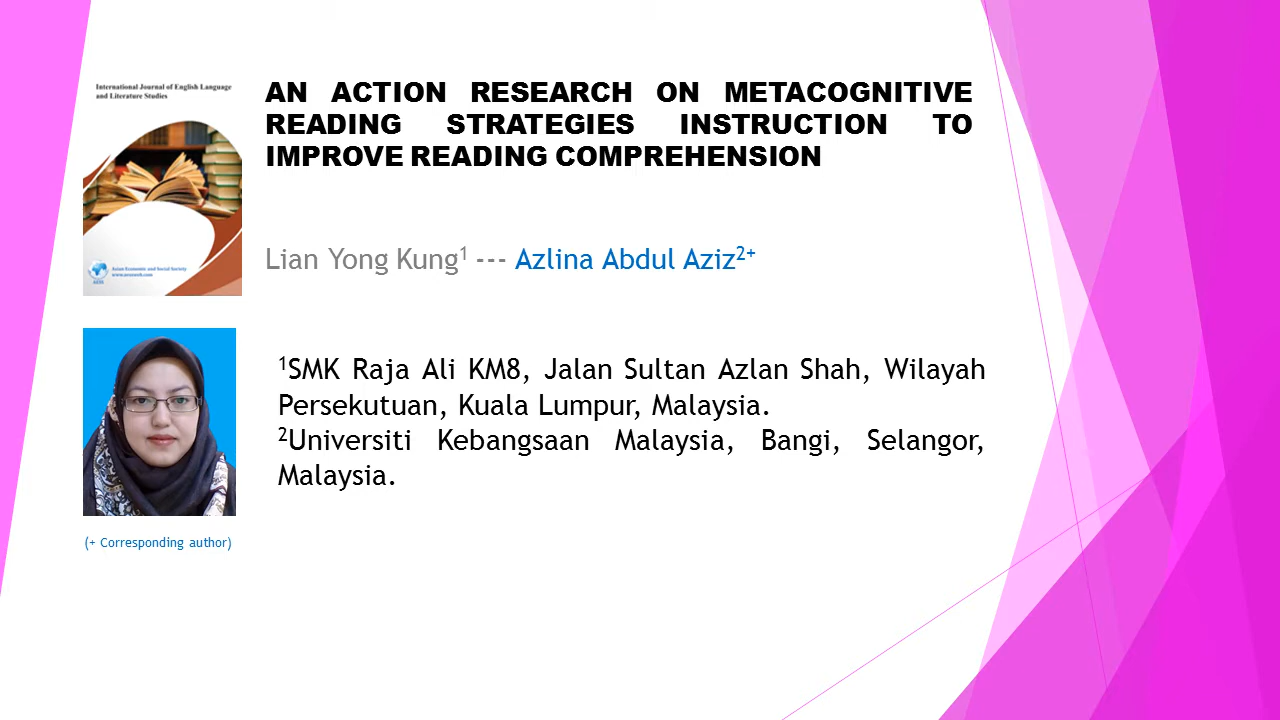 International Journal of English Language
and Literature Studies
AN ACTION RESEARCH ON METACOGNITIVE
READING STRATEGIES INSTRUCTION TO
IMPROVE READING COMPREHENSION
Lian Yong Kung¹ --- Azlina Abdul Aziz²⁺
Asian Economic and Social Society
¹SMK Raja Ali KM8, Jalan Sultan Azlan Shah, Wilayah
Persekutuan, Kuala Lumpur, Malaysia.
²Universiti Kebangsaan Malaysia, Bangi, Selangor,
Malaysia.
(+ Corresponding author)